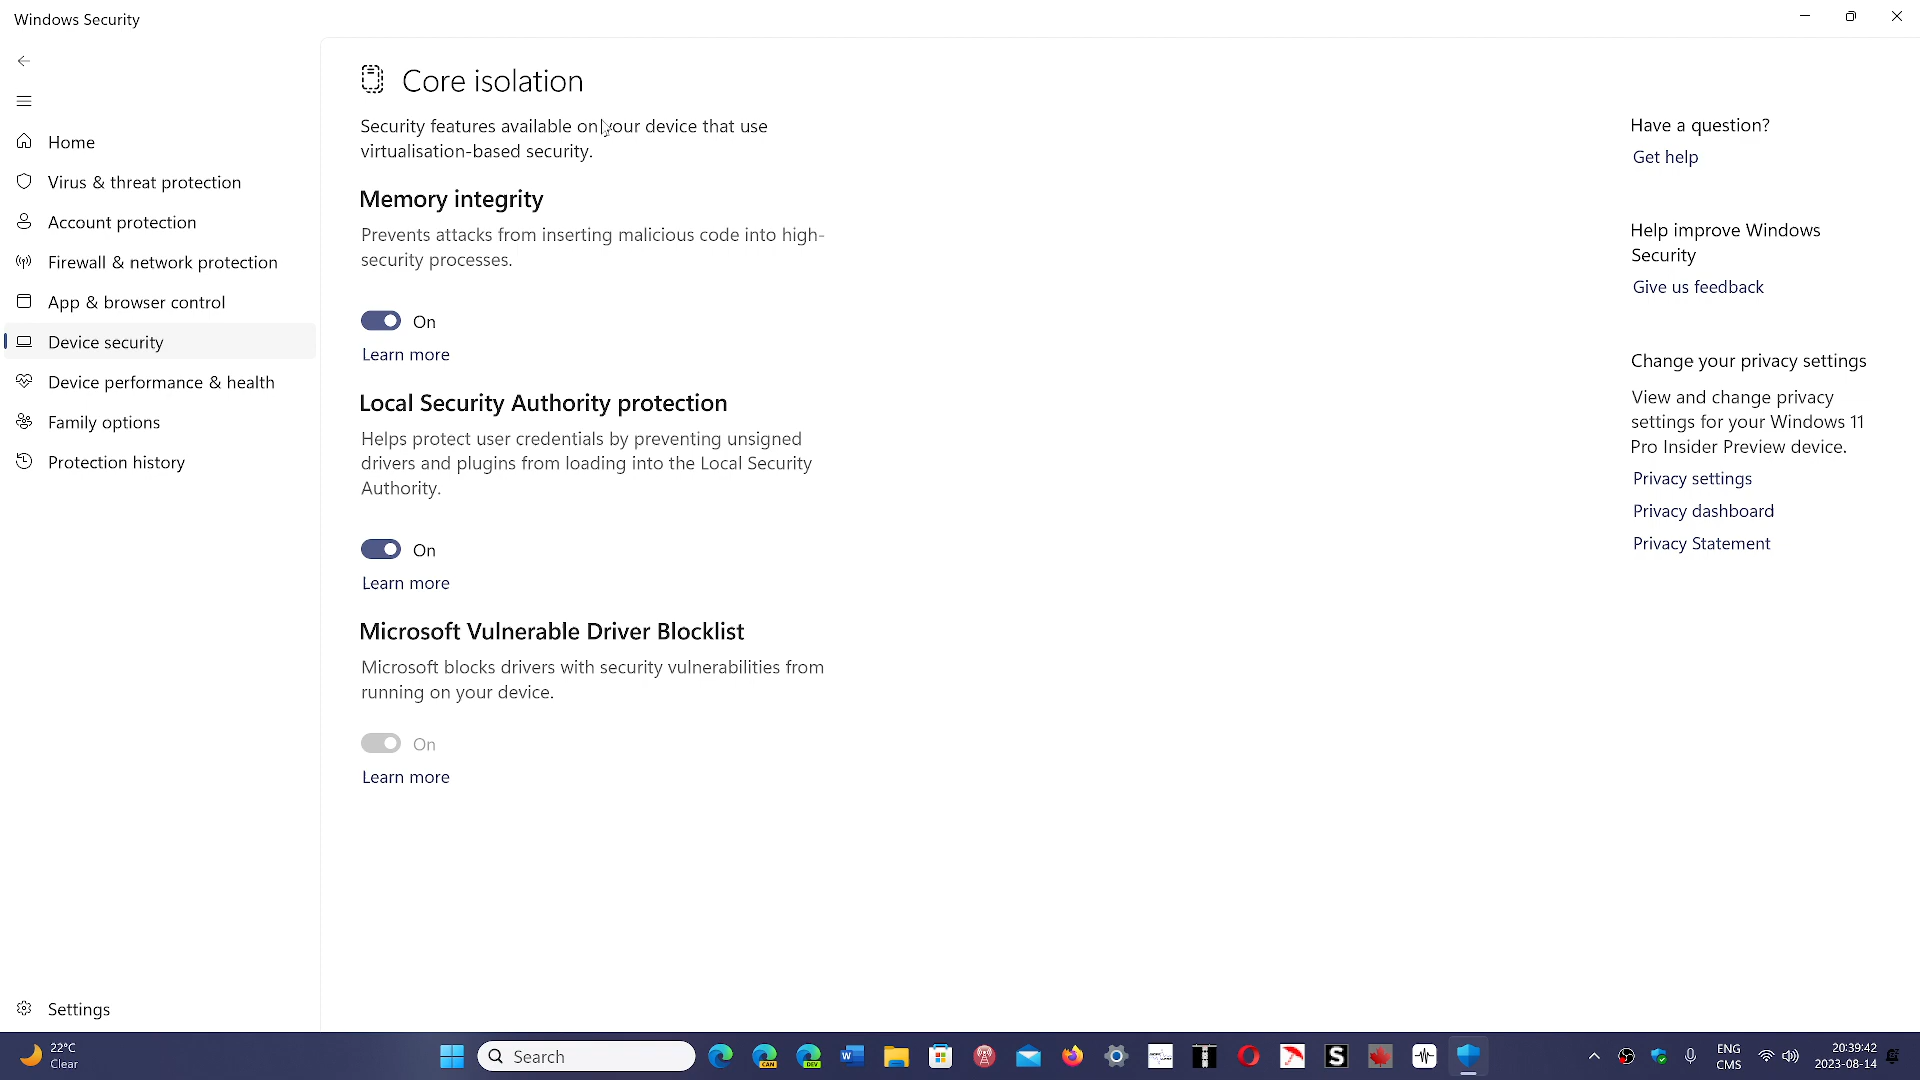 Windows Security
Home
Virus & threat protection
Account protection
Firewall & network protection
App & browser control
Device security
Device performance & health
Family options
Protection history
Settings
Core isolation
Security features available on your device that use
virtualisation-based security.
Memory integrity
Prevents attacks from inserting malicious code into high-
security processes.
On
Learn more
Local Security Authority protection
Helps protect user credentials by preventing unsigned
drivers and plugins from loading into the Local Security
Authority.
On
Learn more
Microsoft Vulnerable Driver Blocklist
Microsoft blocks drivers with security vulnerabilities from
running on your device.
On
Learn more
Have a question?
Get help
Help improve Windows
Security
Give us feedback
Change your privacy settings
View and change privacy
settings for your Windows 11
Pro Insider Preview device.
Privacy settings
Privacy dashboard
Privacy Statement
22°C
Clear
Search
CAN
DEV
W
S
ENG
CMS
20:39:42
2023-08-14